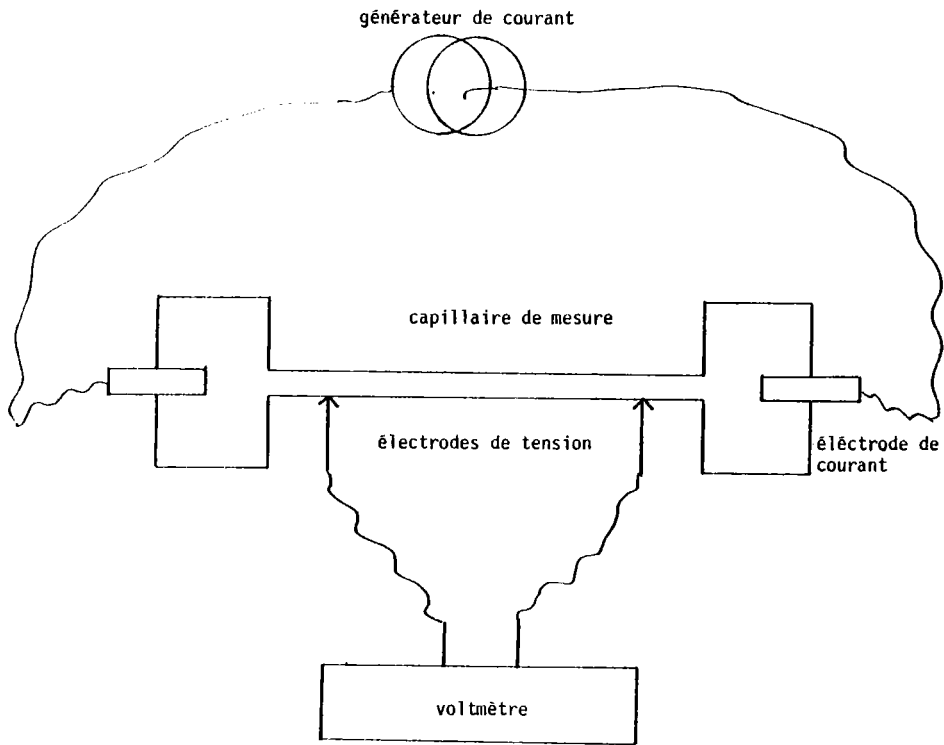 générateur de courant
capillaire de mesure
électrodes de tension
éléctrode de
courant
voltmètre